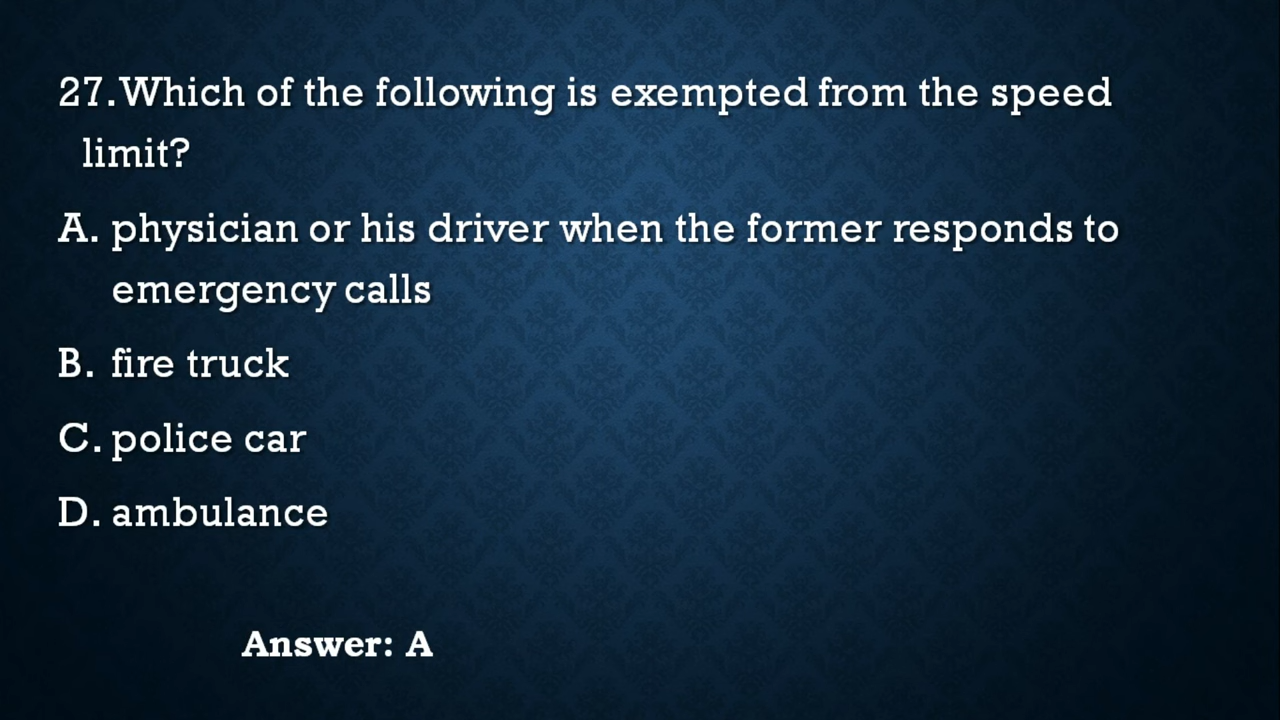 27.Which of the following is exempted from the speed
limit?
A. physician or his driver when the former responds to
emergency calls
B. fire truck
C. police car
D. ambulance
Answer: A